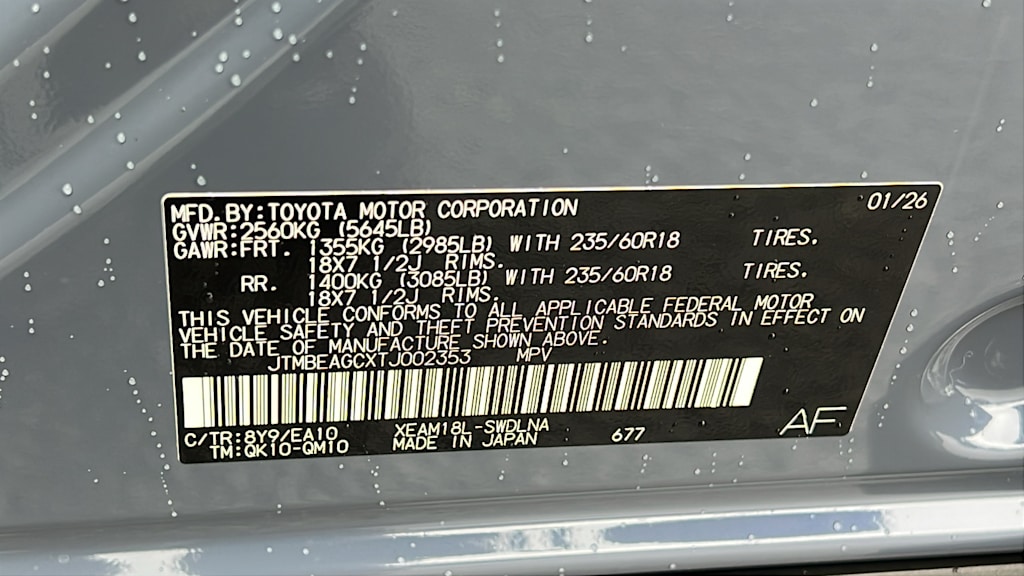 MFD.BY:TOYOTA MOTOR CORPORATION 01/26
GVWR:2560KG (5645LB)
GAWR:FRT. 1355KG (2985LB) WITH 235/60R18 TIRES.
18X7 1/2J RIMS.
RR. 1400KG (3085LB) WITH 235/60R18 TIRES.
18X7 1/2J RIMS.
THIS VEHICLE CONFORMS TO ALL APPLICABLE FEDERAL MOTOR
VEHICLE SAFETY AND THEFT PREVENTION STANDARDS IN EFFECT ON
THE DATE OF MANUFACTURE SHOWN ABOVE.
JTMBEAGCXTJ002353 MPV
C/TR:8Y9/EA10 XEAM18L-SWDLNA
TM:QK10-QM10 MADE IN JAPAN 677
AF